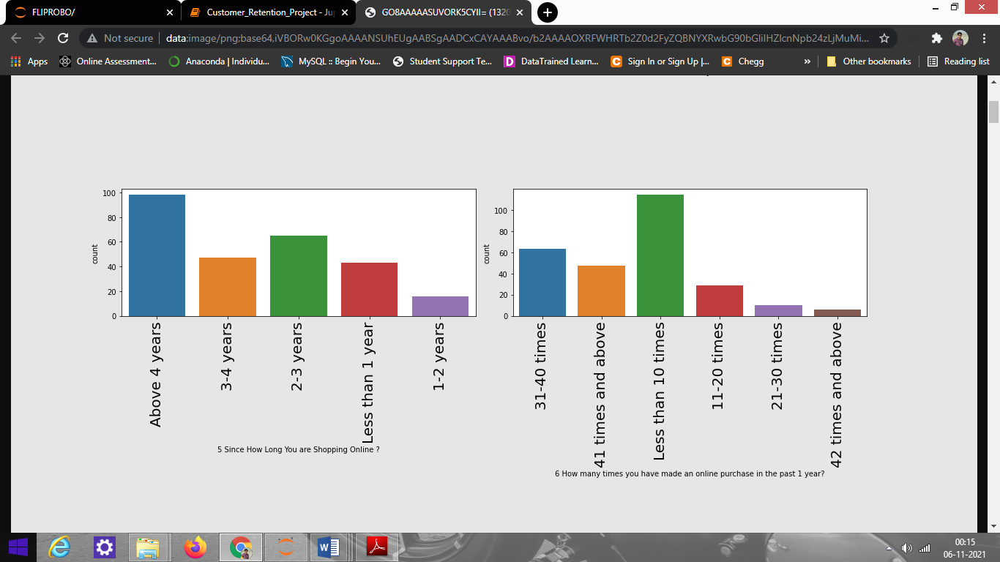 FLIPROBO/
Customer_Retention_Project - Ju
GO8AAAAASUVORK5CYII= (1320
Not secure
data:image/png;base64,iVBORw0KGgoAAAANSUhEUgAABSgAADCxCAYAAABvo/b2AAAAOXRFWHRTb2Z0d2FyZQBNYXRwbG90bGliIHZlcnNpb24zLjMuMi...
Apps
Online Assessment...
Anaconda | Individu...
MySQL :: Begin You...
Student Support Te...
DataTrained Learn...
Sign In or Sign Up |...
Chegg
»
Other bookmarks
Reading list
100
80
60
40
20
0
count
Above 4 years
3-4 years
2-3 years
Less than 1 year
1-2 years
5 Since How Long You are Shopping Online ?
100
80
60
40
20
0
count
31-40 times
41 times and above
Less than 10 times
11-20 times
21-30 times
42 times and above
6 How many times you have made an online purchase in the past 1 year?
00:15
06-11-2021